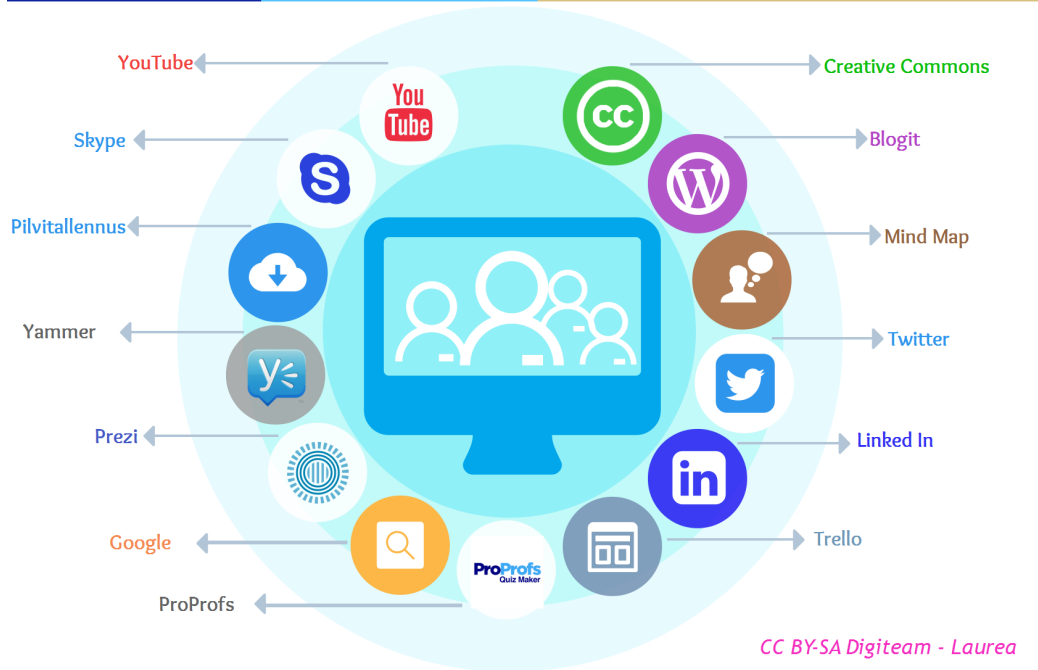 YouTube
Creative Commons
You
Tube
CC
Skype
S
Blogit
W
Pilvitallennus
Mind Map
Yammer
y
Twitter
Prezi
Linked In
in
Google
Trello
ProProfs
Quiz Maker
ProProfs
CC BY-SA Digiteam - Laurea